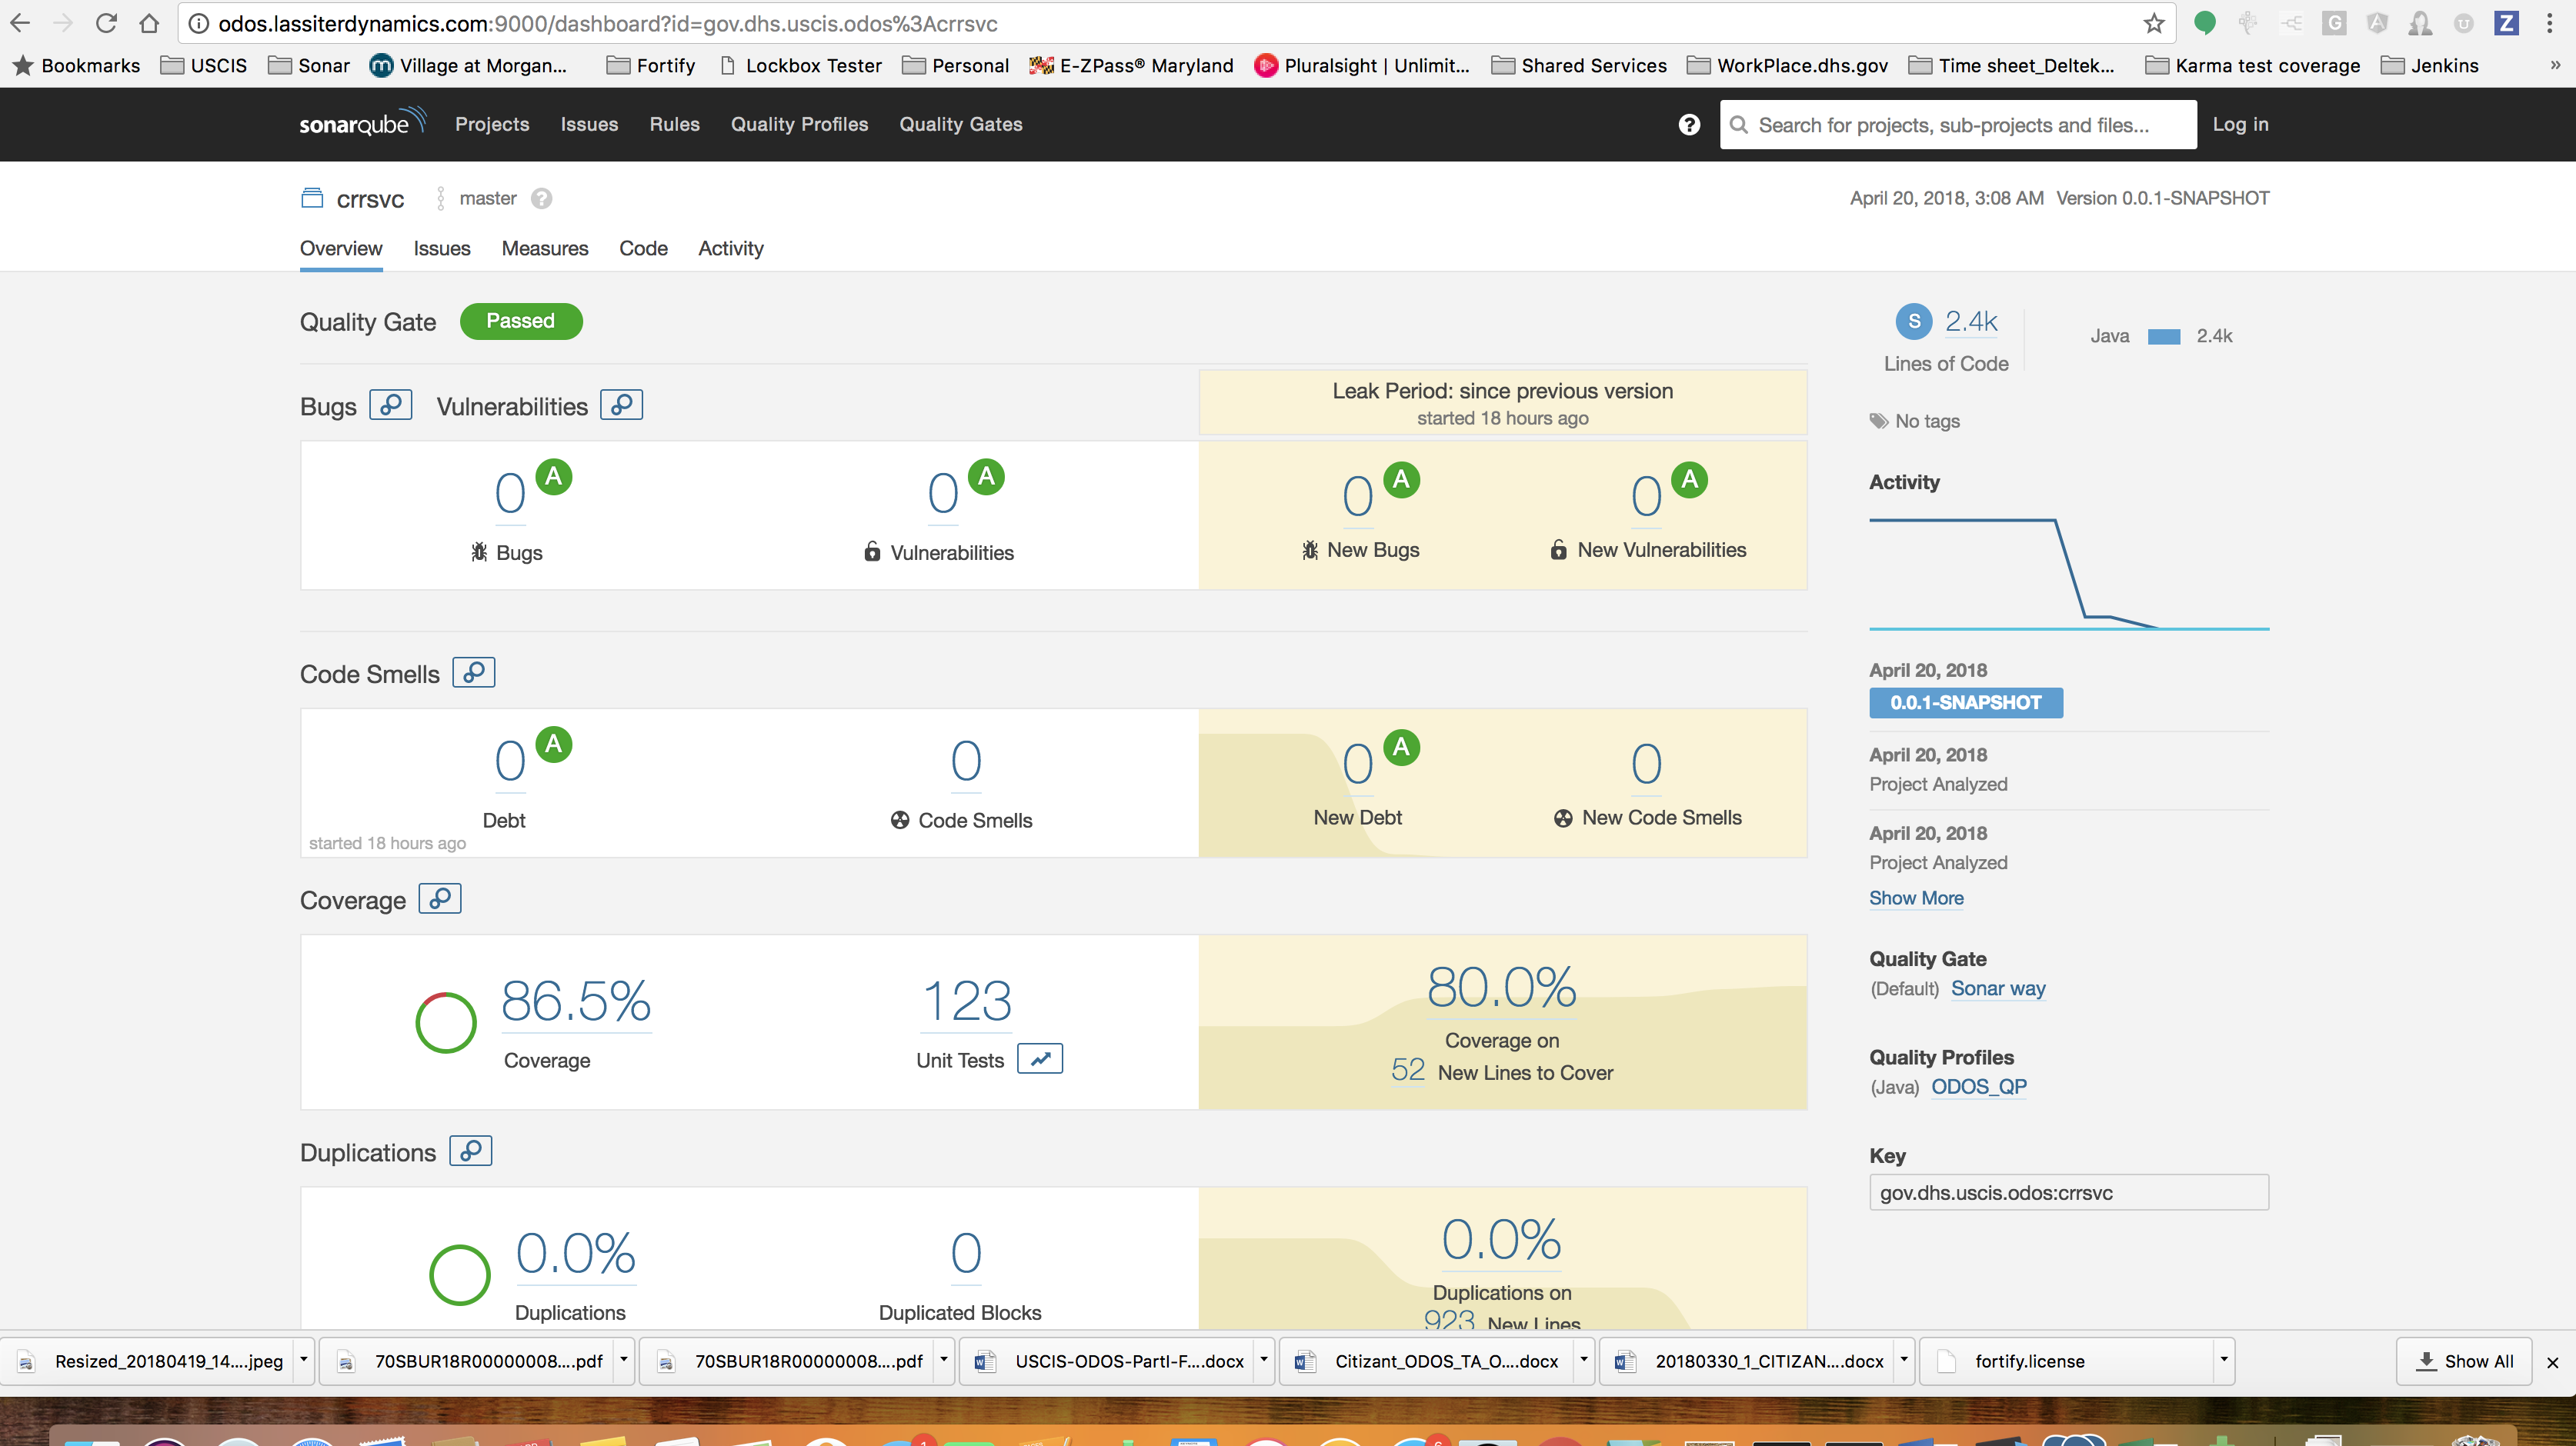 odos.lassiterdynamics.com:9000/dashboard?id=gov.dhs.uscis.odos%3Acrrsvc
Bookmarks USCIS Sonar Village at Morgan... Fortify Lockbox Tester Personal E-ZPass® Maryland Pluralsight | Unlimit... Shared Services WorkPlace.dhs.gov Time sheet_Deltek... Karma test coverage Jenkins »
sonarqube Projects Issues Rules Quality Profiles Quality Gates Search for projects, sub-projects and files... Log in
crrsvc master April 20, 2018, 3:08 AM Version 0.0.1-SNAPSHOT
Overview Issues Measures Code Activity
Quality Gate Passed
Bugs Vulnerabilities
Leak Period: since previous version
started 18 hours ago
0 A
Bugs
0 A
Vulnerabilities
0 A
New Bugs
0 A
New Vulnerabilities
Code Smells
0 A
Debt
started 18 hours ago
0
Code Smells
0 A
New Debt
0
New Code Smells
Coverage
86.5%
Coverage
123
Unit Tests
80.0%
Coverage on
52 New Lines to Cover
Duplications
0.0%
Duplications
0
Duplicated Blocks
0.0%
Duplications on
923 New Lines
S 2.4k
Lines of Code
Java 2.4k
No tags
Activity
April 20, 2018
0.0.1-SNAPSHOT
April 20, 2018
Project Analyzed
April 20, 2018
Project Analyzed
Show More
Quality Gate
(Default) Sonar way
Quality Profiles
(Java) ODOS_QP
Key
gov.dhs.uscis.odos:crrsvc
Resized_20180419_14....jpeg 70SBUR18R00000008....pdf 70SBUR18R00000008....pdf USCIS-ODOS-PartI-F....docx Citizant_ODOS_TA_O....docx 20180330_1_CITIZAN....docx fortify.license Show All